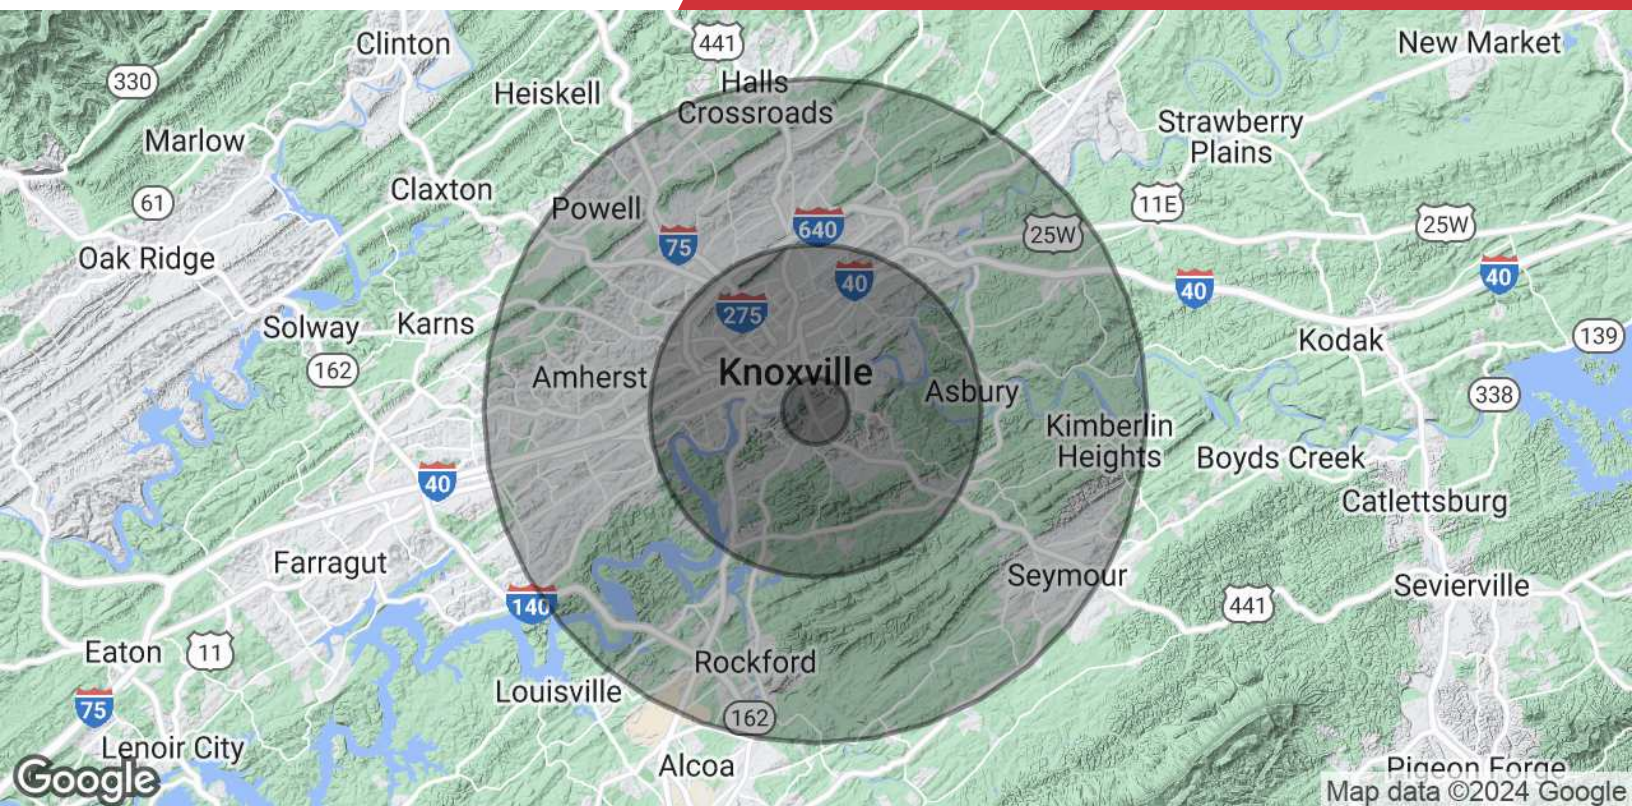 Clinton
441
New Market
330
Halls
Crossroads
Heiskell
Marlow
Strawberry
Plains
Claxton
61
Powell
11E
640
25W
25W
75
Oak Ridge
40
40
40
275
Solway
Karns
Kodak
139
162
Knoxville
Amherst
Asbury
338
Kimberlin
Heights
Boyds Creek
40
Catlettsburg
Farragut
Seymour
Sevierville
140
441
Eaton
11
Rockford
Louisville
75
162
Lenoir City
Alcoa
Pigeon Forge
Google
Map data ©2024 Google